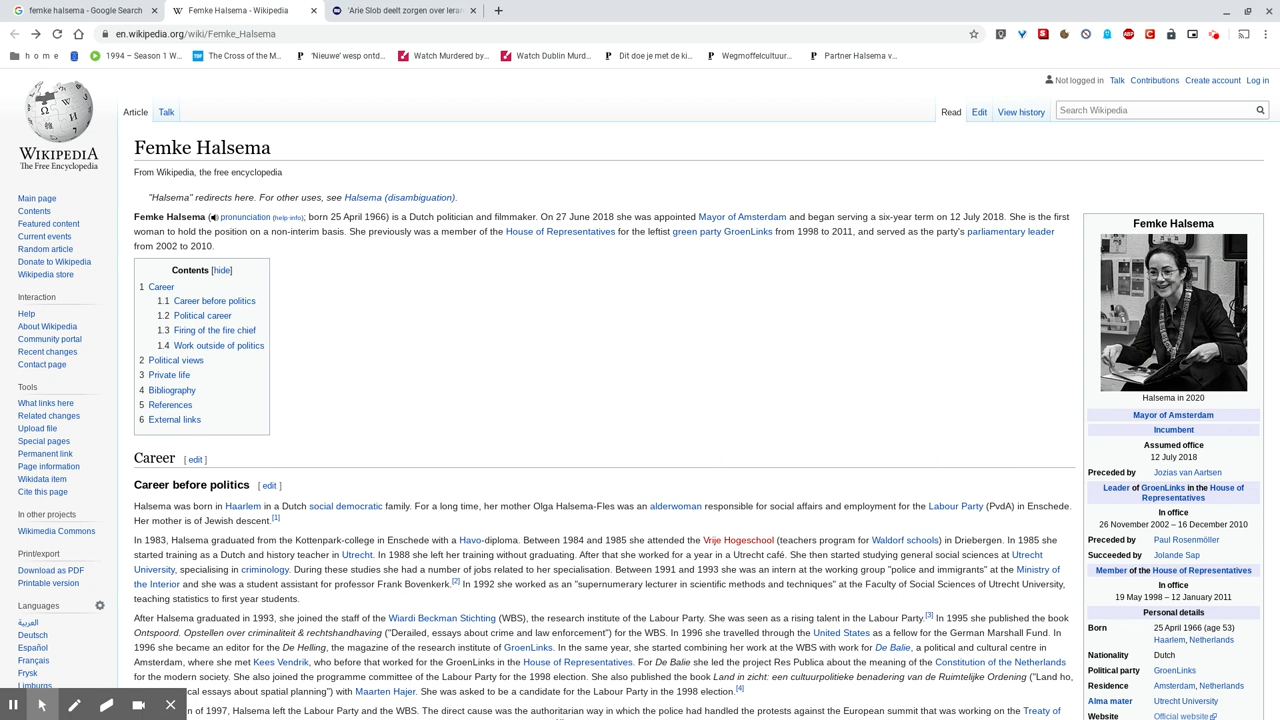 femke halsema - Google Search
Femke Halsema - Wikipedia
'Arie Slob deelt zorgen over lerar
en.wikipedia.org/wiki/Femke_Halsema
h o m e
1994 – Season 1 W...
The Cross of the M...
'Nieuwe' wesp ontd...
Watch Murdered by...
Watch Dublin Murd...
Dit doe je met de ki...
Wegmoffelcultuur...
Partner Halsema v...
Not logged in Talk Contributions Create account Log in
Article Talk
Read Edit View history
Search Wikipedia
WIKIPEDIA
The Free Encyclopedia
Main page
Contents
Featured content
Current events
Random article
Donate to Wikipedia
Wikipedia store
Interaction
Help
About Wikipedia
Community portal
Recent changes
Contact page
Tools
What links here
Related changes
Upload file
Special pages
Permanent link
Page information
Wikidata item
Cite this page
In other projects
Wikimedia Commons
Print/export
Download as PDF
Printable version
Languages
العربية
Deutsch
Español
Français
Frysk
Limburgs
Femke Halsema
From Wikipedia, the free encyclopedia
"Halsema" redirects here. For other uses, see Halsema (disambiguation).
Femke Halsema ( pronunciation (help·info); born 25 April 1966) is a Dutch politician and filmmaker. On 27 June 2018 she was appointed Mayor of Amsterdam and began serving a six-year term on 12 July 2018. She is the first
woman to hold the position on a non-interim basis. She previously was a member of the House of Representatives for the leftist green party GroenLinks from 1998 to 2011, and served as the party's parliamentary leader
from 2002 to 2010.
Contents [hide]
1 Career
1.1 Career before politics
1.2 Political career
1.3 Firing of the fire chief
1.4 Work outside of politics
2 Political views
3 Private life
4 Bibliography
5 References
6 External links
Career [ edit ]
Career before politics [ edit ]
Halsema was born in Haarlem in a Dutch social democratic family. For a long time, her mother Olga Halsema-Fles was an alderwoman responsible for social affairs and employment for the Labour Party (PvdA) in Enschede.
Her mother is of Jewish descent.[1]
In 1983, Halsema graduated from the Kottenpark-college in Enschede with a Havo-diploma. Between 1984 and 1985 she attended the Vrije Hogeschool (teachers program for Waldorf schools) in Driebergen. In 1985 she
started training as a Dutch and history teacher in Utrecht. In 1988 she left her training without graduating. After that she worked for a year in a Utrecht café. She then started studying general social sciences at Utrecht
University, specialising in criminology. During these studies she had a number of jobs related to her specialisation. Between 1991 and 1993 she was an intern at the working group "police and immigrants" at the Ministry of
the Interior and she was a student assistant for professor Frank Bovenkerk.[2] In 1992 she worked as an "supernumerary lecturer in scientific methods and techniques" at the Faculty of Social Sciences of Utrecht University,
teaching statistics to first year students.
After Halsema graduated in 1993, she joined the staff of the Wiardi Beckman Stichting (WBS), the research institute of the Labour Party. She was seen as a rising talent in the Labour Party.[3] In 1995 she published the book
Ontspoord. Opstellen over criminaliteit & rechtshandhaving ("Derailed, essays about crime and law enforcement") for the WBS. In 1996 she travelled through the United States as a fellow for the German Marshall Fund. In
1996 she became an editor for the De Helling, the magazine of the research institute of GroenLinks. In the same year, she started combining her work at the WBS with work for De Balie, a political and cultural centre in
Amsterdam, where she met Kees Vendrik, who before that worked for the GroenLinks in the House of Representatives. For De Balie she led the project Res Publica about the meaning of the Constitution of the Netherlands
for the modern society. She also joined the programme committee of the Labour Party for the 1998 election. She also published the book Land in zicht: een cultuurpolitieke benadering van de Ruimtelijke Ordening ("Land ho,
cal essays about spatial planning") with Maarten Hajer. She was asked to be a candidate for the Labour Party in the 1998 election.[4]
n of 1997, Halsema left the Labour Party and the WBS. The direct cause was the authoritarian way in which the police had handled the protests against the European summit that was working on the Treaty of
Femke Halsema
Halsema in 2020
Mayor of Amsterdam
Incumbent
Assumed office
12 July 2018
Preceded by Jozias van Aartsen
Leader of GroenLinks in the House of
Representatives
In office
26 November 2002 – 16 December 2010
Preceded by Paul Rosenmöller
Succeeded by Jolande Sap
Member of the House of Representatives
In office
19 May 1998 – 12 January 2011
Personal details
Born 25 April 1966 (age 53)
Haarlem, Netherlands
Nationality Dutch
Political party GroenLinks
Residence Amsterdam, Netherlands
Alma mater Utrecht University
Website Official website